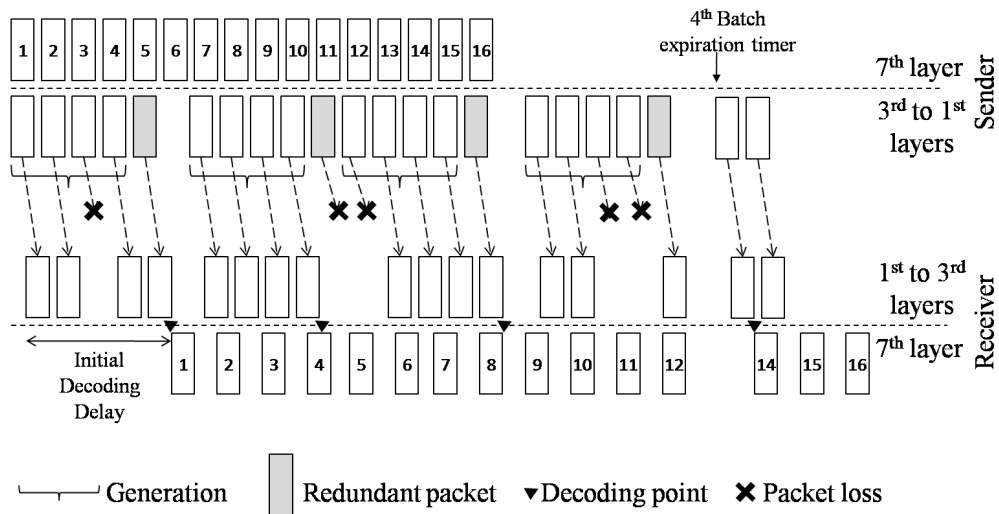 4th Batch
expiration timer
1 2 3 4 5 6 7 8 9 10 11 12 13 14 15 16
7th layer
3rd to 1st
layers
Sender
1st to 3rd
layers
7th layer
Receiver
Initial
Decoding
Delay
1 2 3 4 5 6 7 8 9 10 11 12 14 15 16
Generation
Redundant packet
Decoding point
Packet loss